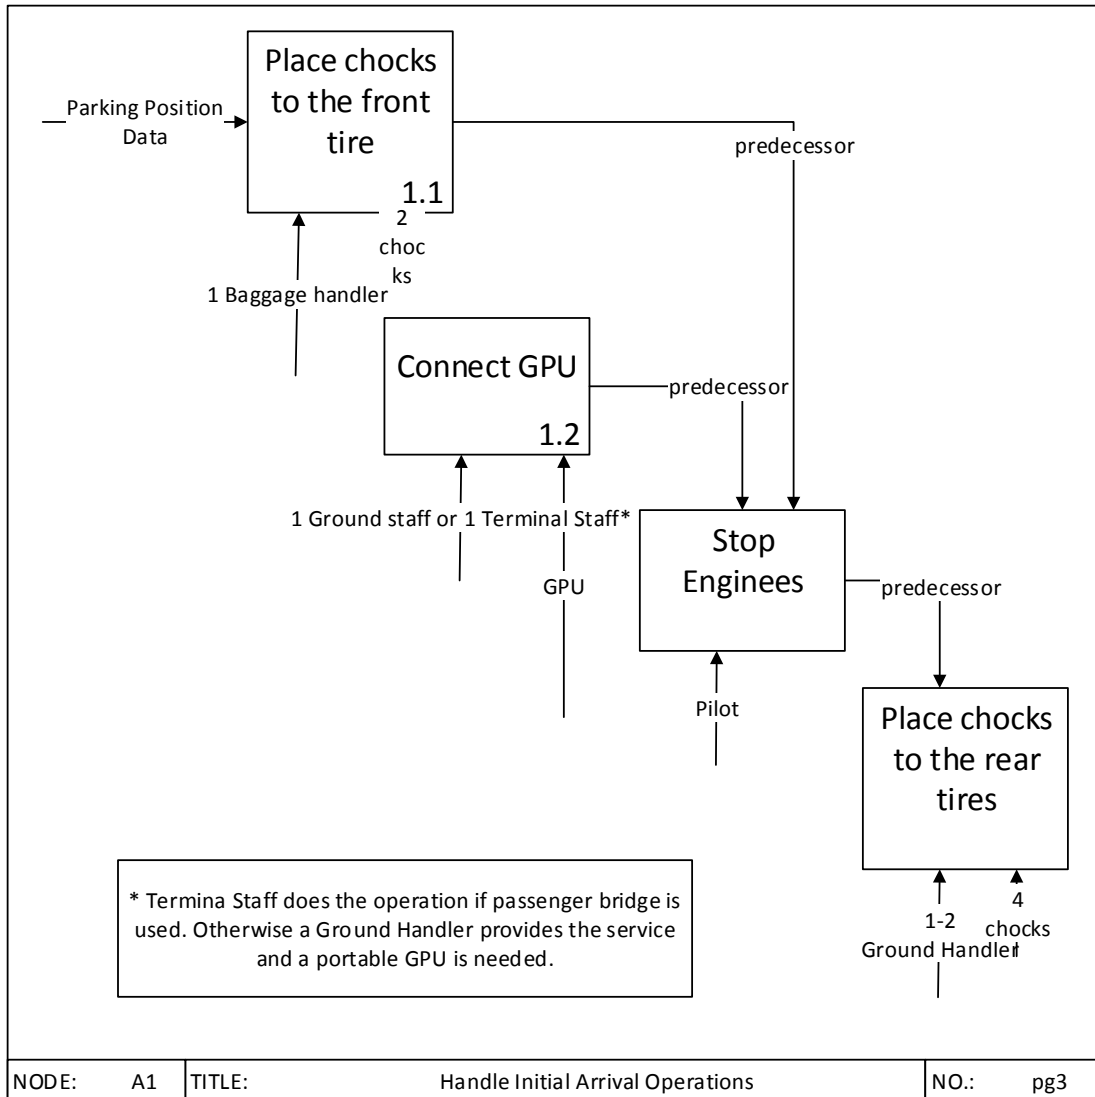 Place chocks
to the front
tire
1.1
Parking Position
Data
predecessor
2
choc
ks
1 Baggage handler
Connect GPU
1.2
predecessor
1 Ground staff or 1 Terminal Staff*
GPU
Stop
Enginees
predecessor
Pilot
Place chocks
to the rear
tires
1-2
Ground Handler
4
chocks
* Termina Staff does the operation if passenger bridge is
used. Otherwise a Ground Handler provides the service
and a portable GPU is needed.
NODE: A1 TITLE: Handle Initial Arrival Operations NO.: pg3